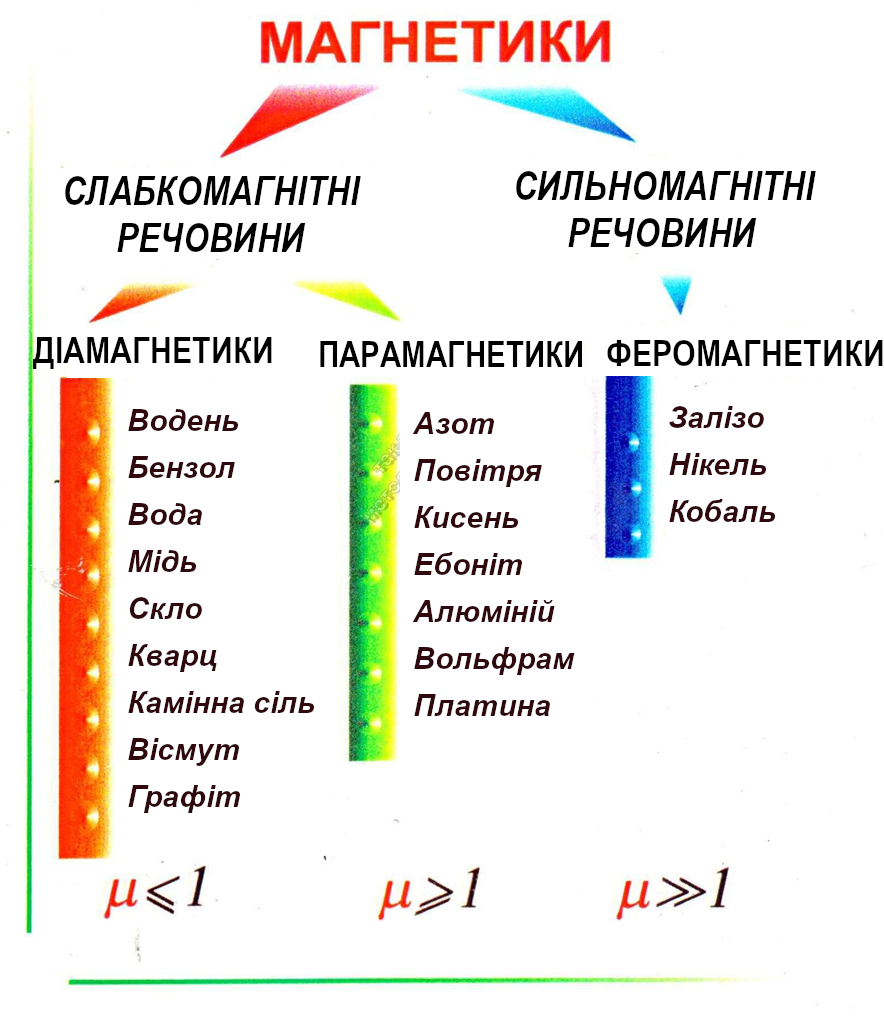 МАГНЕТИКИ
СЛАБКОМАГНІТНІ
РЕЧОВИНИ
СИЛЬНОМАГНІТНІ
РЕЧОВИНИ
ДІАМАГНЕТИКИ
Водень
Бензол
Вода
Мідь
Скло
Кварц
Камінна сіль
Вісмут
Графіт
μ⩽1
ПАРАМАГНЕТИКИ
Азот
Повітря
Кисень
Ебоніт
Алюміній
Вольфрам
Платина
μ⩾1
ФЕРОМАГНЕТИКИ
Залізо
Нікель
Кобаль
μ≫1